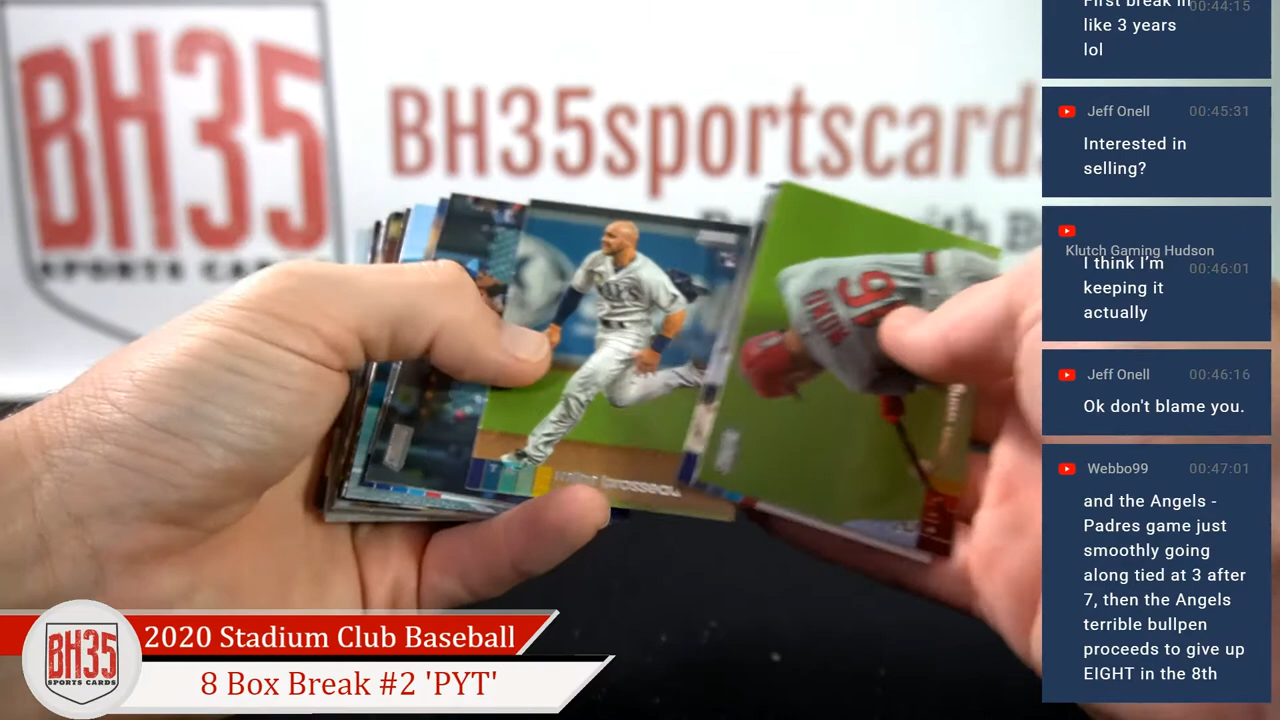 BH35
SPORTS CARDS
BH35sportscards
with B
RAYS
mike brosseau
First break in
00:44:15
like 3 years
lol
Jeff Onell 00:45:31
Interested in
selling?
Klutch Gaming Hudson
00:46:01
I think I'm
keeping it
actually
Jeff Onell 00:46:16
Ok don't blame you.
Webbo99 00:47:01
and the Angels -
Padres game just
smoothly going
along tied at 3 after
7, then the Angels
terrible bullpen
proceeds to give up
EIGHT in the 8th
BH35
SPORTS CARDS
2020 Stadium Club Baseball
8 Box Break #2 'PYT'